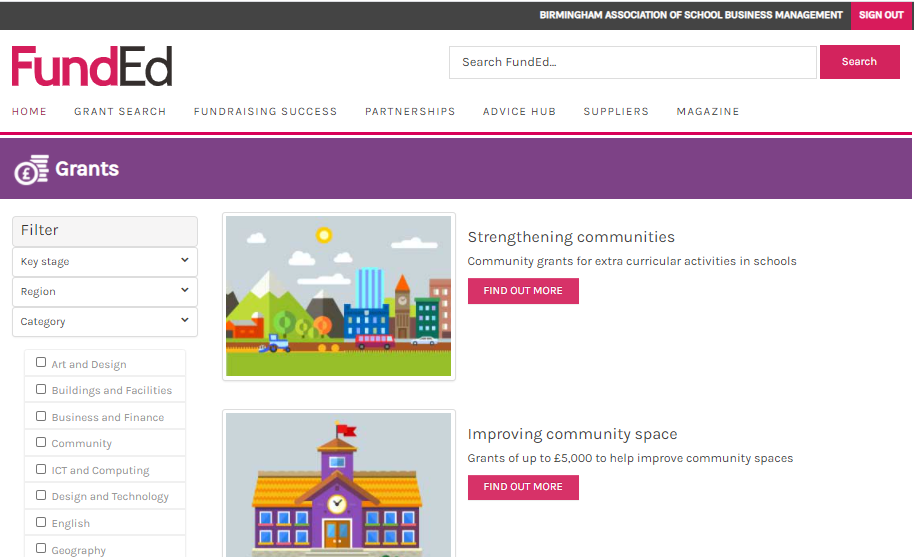 BIRMINGHAM ASSOCIATION OF SCHOOL BUSINESS MANAGEMENT SIGN OUT
FundEd
Search FundEd... Search
HOME GRANT SEARCH FUNDRAISING SUCCESS PARTNERSHIPS ADVICE HUB SUPPLIERS MAGAZINE
£ Grants
Filter
Key stage
Region
Category
Art and Design
Buildings and Facilities
Business and Finance
Community
ICT and Computing
Design and Technology
English
Geography
Strengthening communities
Community grants for extra curricular activities in schools
FIND OUT MORE
Improving community space
Grants of up to £5,000 to help improve community spaces
FIND OUT MORE